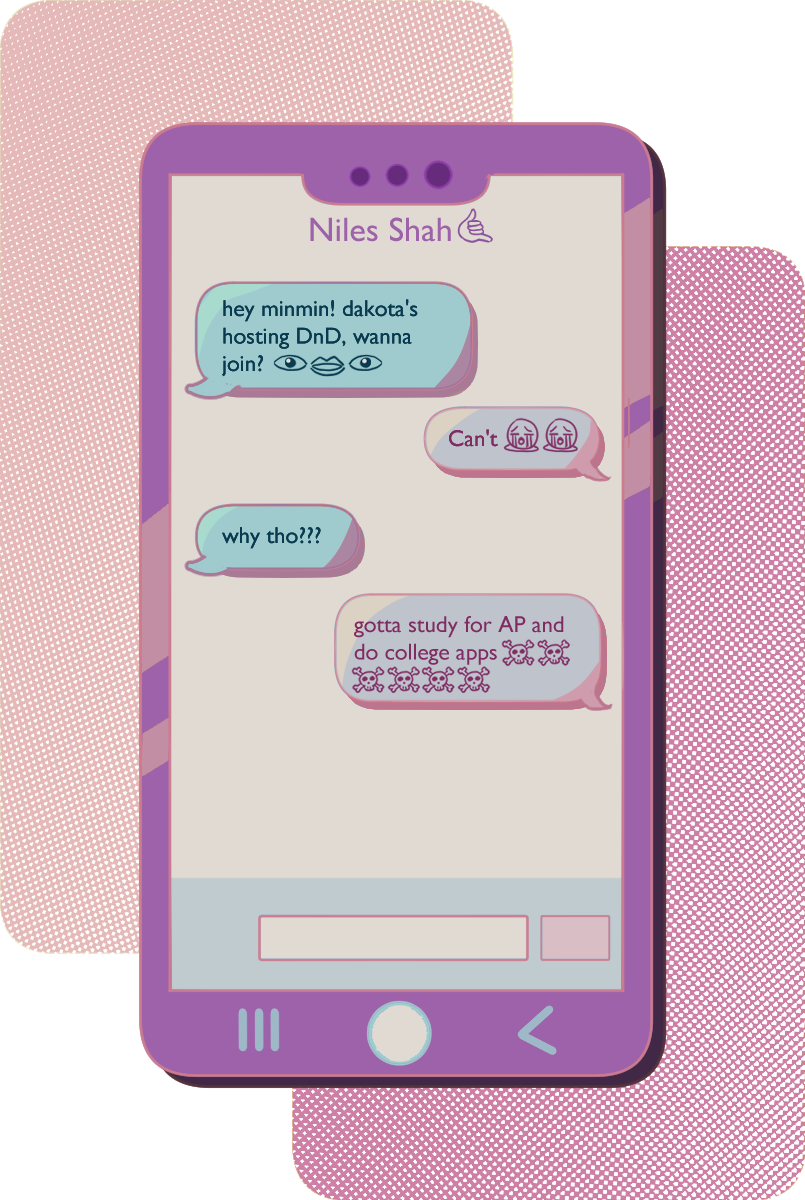 Niles Shah🤙
hey minmin! dakota's
hosting DnD, wanna
join? 👁👄👁
Can't 😭😭
why tho???
gotta study for AP and
do college apps ☠☠
☠☠☠☠